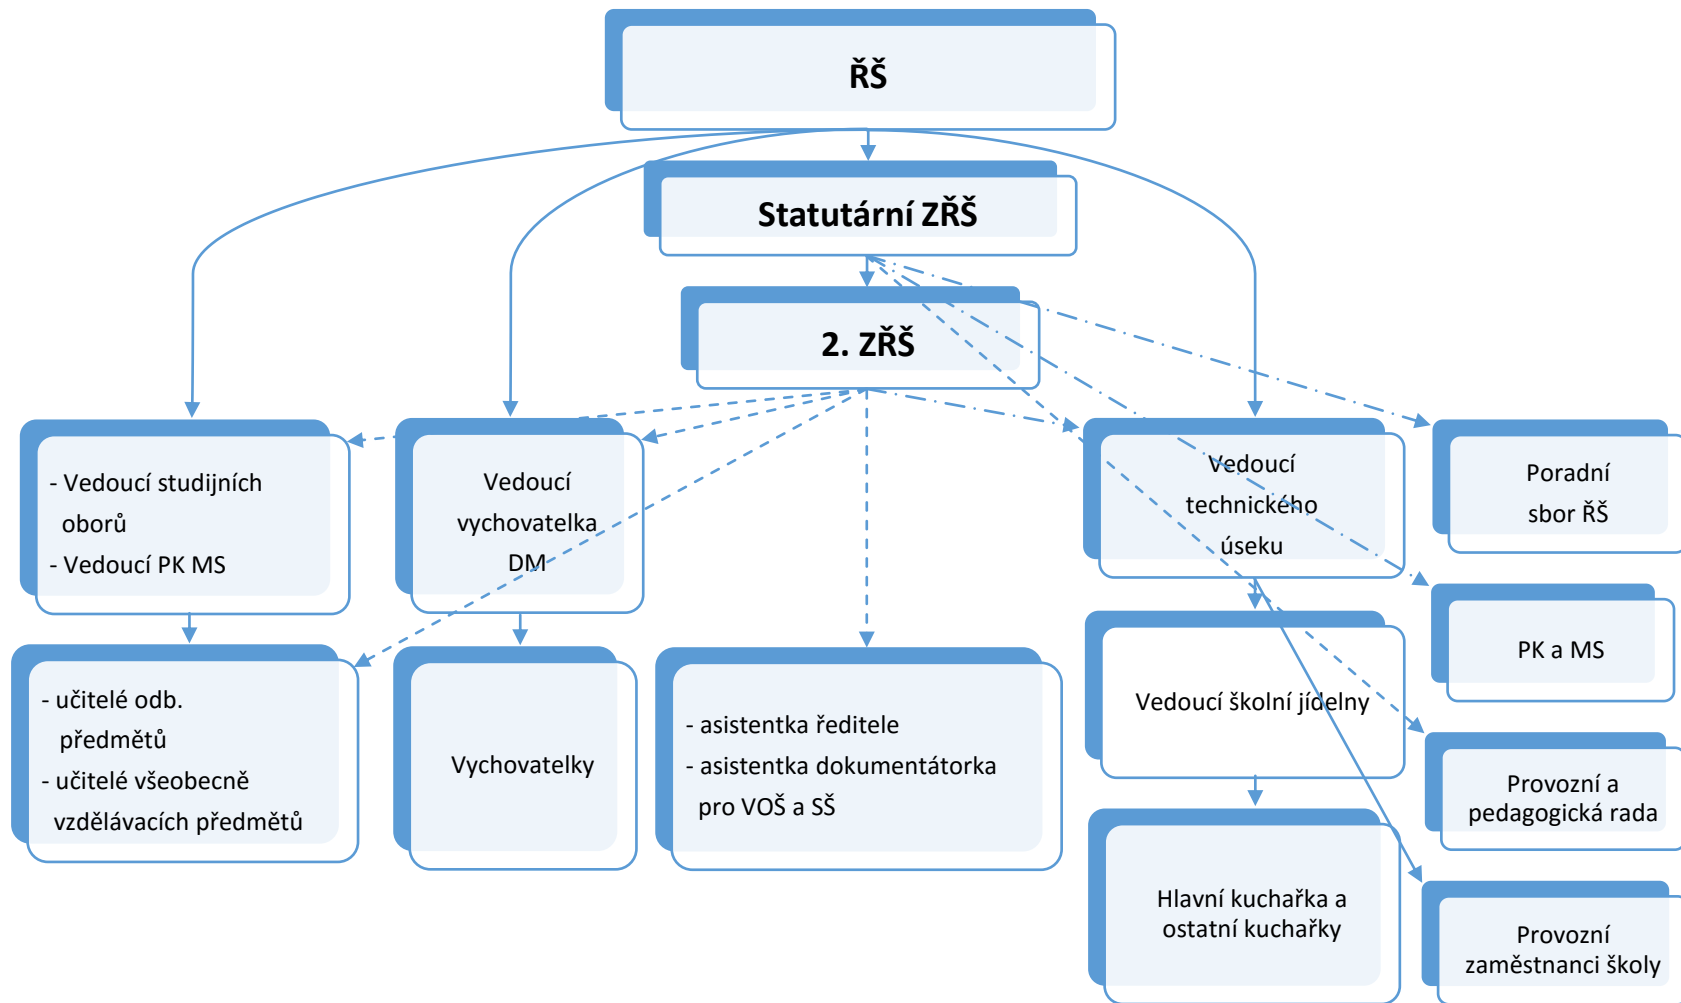 ŘŠ
Statutární ZŘŠ
2. ZŘŠ
- Vedoucí studijních
oborů
- Vedoucí PK MS
Vedoucí
vychovatelka
DM
Vedoucí
technického
úseku
Poradní
sbor ŘŠ
PK a MS
- učitelé odb.
předmětů
- učitelé všeobecně
vzdělávacích předmětů
Vychovatelky
- asistentka ředitele
- asistentka dokumentátorka
pro VOŠ a SŠ
Vedoucí školní jídelny
Provozní a
pedagogická rada
Hlavní kuchařka a
ostatní kuchařky
Provozní
zaměstnanci školy